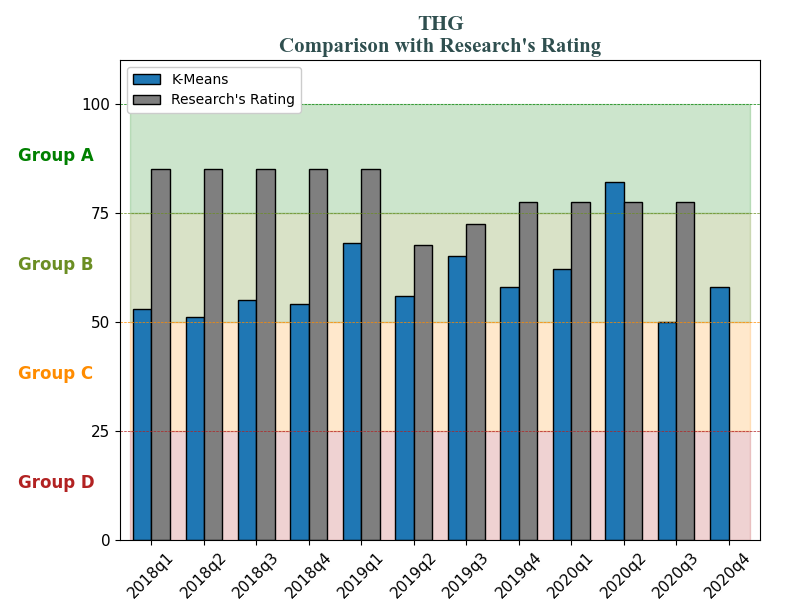 THG
Comparison with Research's Rating
K-Means
Research's Rating
100
Group A
75
Group B
50
Group C
25
Group D
0
2018q1
2018q2
2018q3
2018q4
2019q1
2019q2
2019q3
2019q4
2020q1
2020q2
2020q3
2020q4